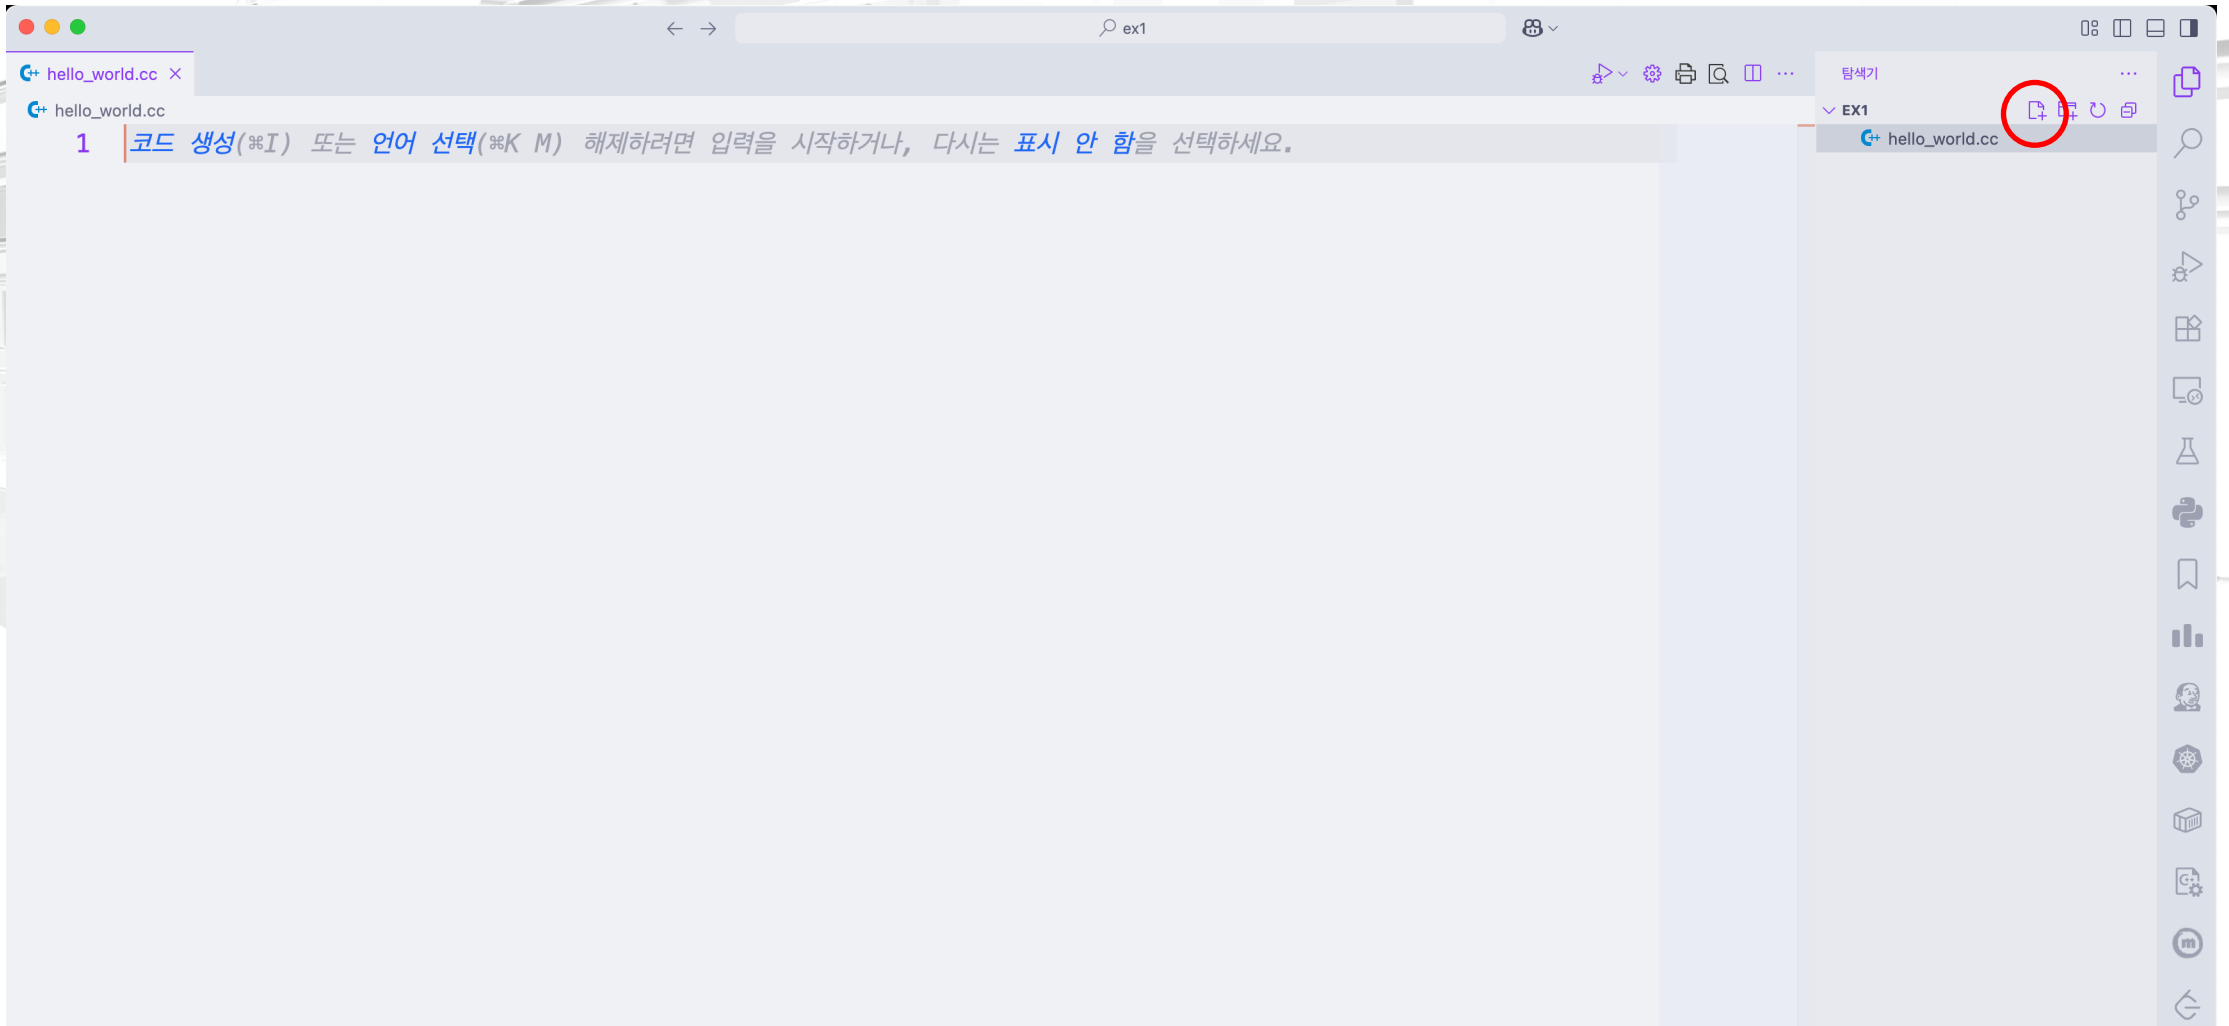 ex1
hello_world.cc
hello_world.cc
1 코드 생성(⌘I) 또는 언어 선택(⌘K M) 해제하려면 입력을 시작하거나, 다시는 표시 안 함을 선택하세요.
탐색기
EX1
hello_world.cc